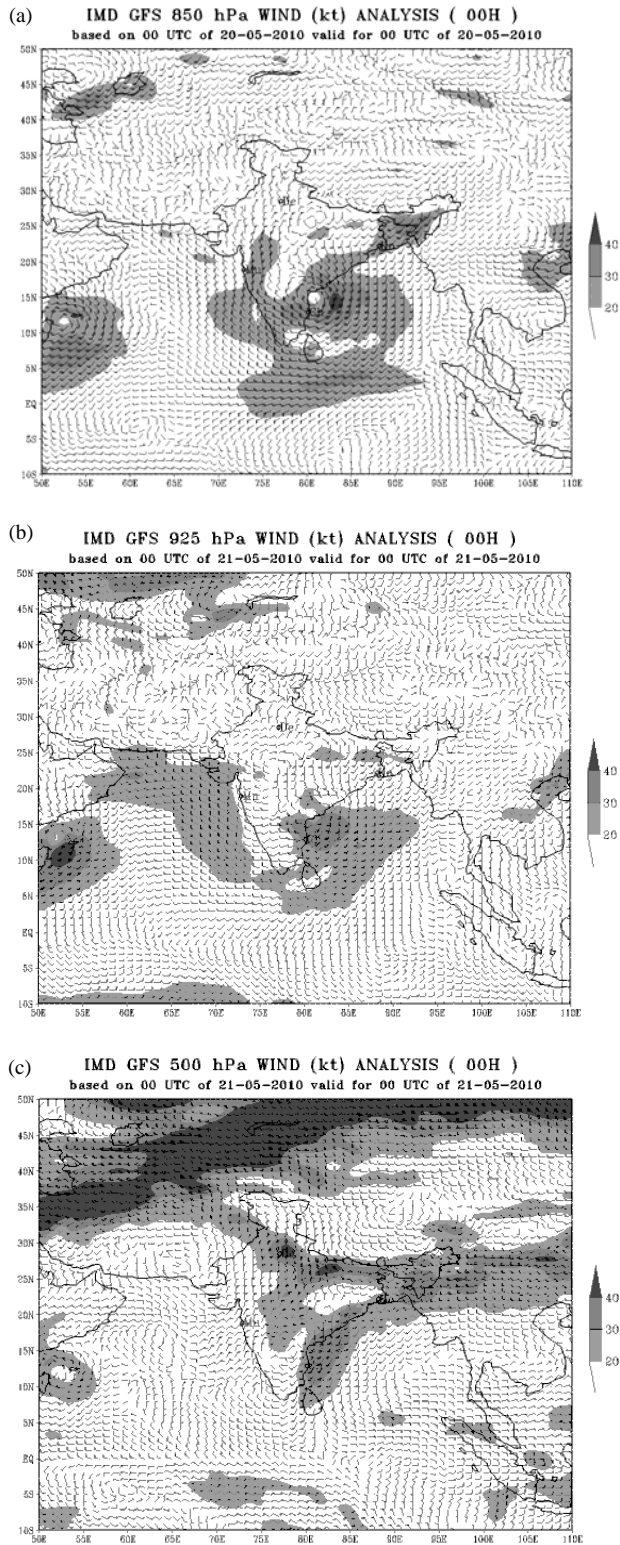 (a)
IMD GFS 850 hPa WIND (kt) ANALYSIS ( 00H )
based on 00 UTC of 20-05-2010 valid for 00 UTC of 20-05-2010
50N
45N
40N
35N
30N
25N
20N
15N
10N
5N
EQ
5S
10S
50E 55E 60E 65E 70E 75E 80E 85E 90E 95E 100E 105E 110E
40
30
20
(b)
IMD GFS 925 hPa WIND (kt) ANALYSIS ( 00H )
based on 00 UTC of 21-05-2010 valid for 00 UTC of 21-05-2010
50N
45N
40N
35N
30N
25N
20N
15N
10N
5N
EQ
5S
10S
50E 55E 60E 65E 70E 75E 80E 85E 90E 95E 100E 105E 110E
40
30
20
(c)
IMD GFS 500 hPa WIND (kt) ANALYSIS ( 00H )
based on 00 UTC of 21-05-2010 valid for 00 UTC of 21-05-2010
50N
45N
40N
35N
30N
25N
20N
15N
10N
5N
EQ
5S
10S
50E 55E 60E 65E 70E 75E 80E 85E 90E 95E 100E 105E 110E
40
30
20